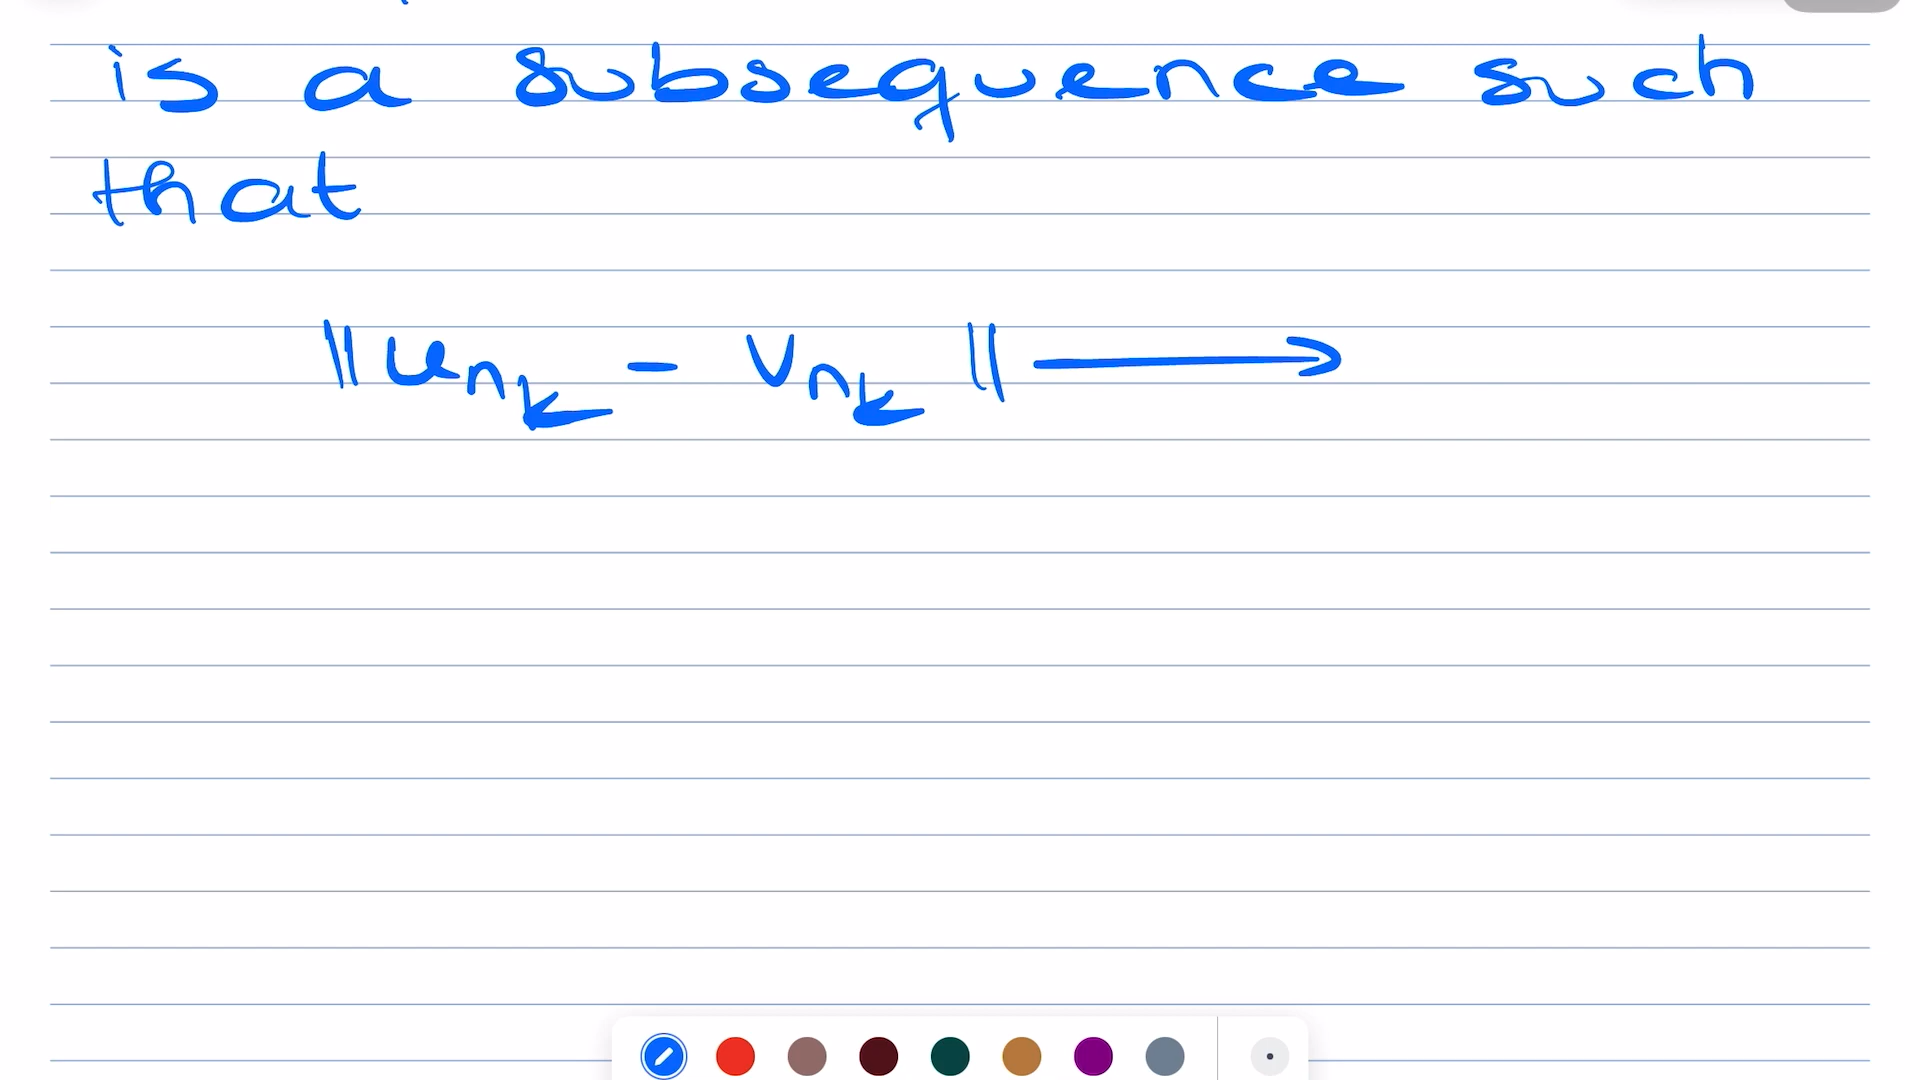 is a subsequence such
that
‖u_{n_k} - v_{n_k}‖ ⟶